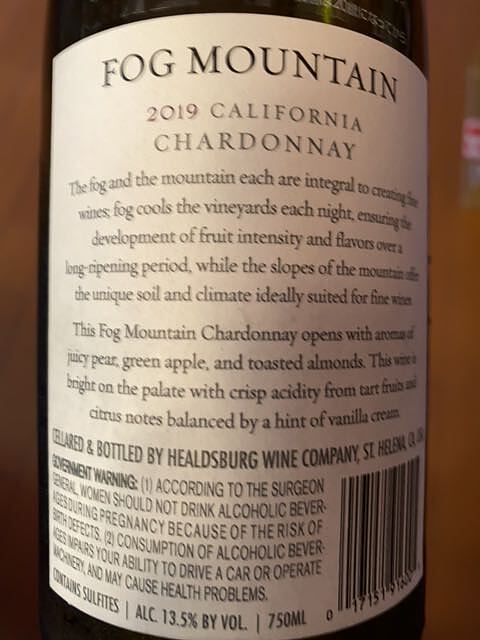 FOG MOUNTAIN
2019 CALIFORNIA
CHARDONNAY
The fog and the mountain each are integral to creating fine
wines; fog cools the vineyards each night, ensuring the
development of fruit intensity and flavors over a
long-ripening period, while the slopes of the mountain offer
the unique soil and climate ideally suited for fine wines
This Fog Mountain Chardonnay opens with aromas of
juicy pear, green apple, and toasted almonds. This wine is
bright on the palate with crisp acidity from tart fruits and
citrus notes balanced by a hint of vanilla cream.
CELLARED & BOTTLED BY HEALDSBURG WINE COMPANY, ST. HELENA, CA, USA
GOVERNMENT WARNING: (1) ACCORDING TO THE SURGEON
GENERAL, WOMEN SHOULD NOT DRINK ALCOHOLIC BEVER-
AGES DURING PREGNANCY BECAUSE OF THE RISK OF
BIRTH DEFECTS. (2) CONSUMPTION OF ALCOHOLIC BEVER-
AGES IMPAIRS YOUR ABILITY TO DRIVE A CAR OR OPERATE
MACHINERY, AND MAY CAUSE HEALTH PROBLEMS.
CONTAINS SULFITES | ALC. 13.5% BY VOL. | 750ML